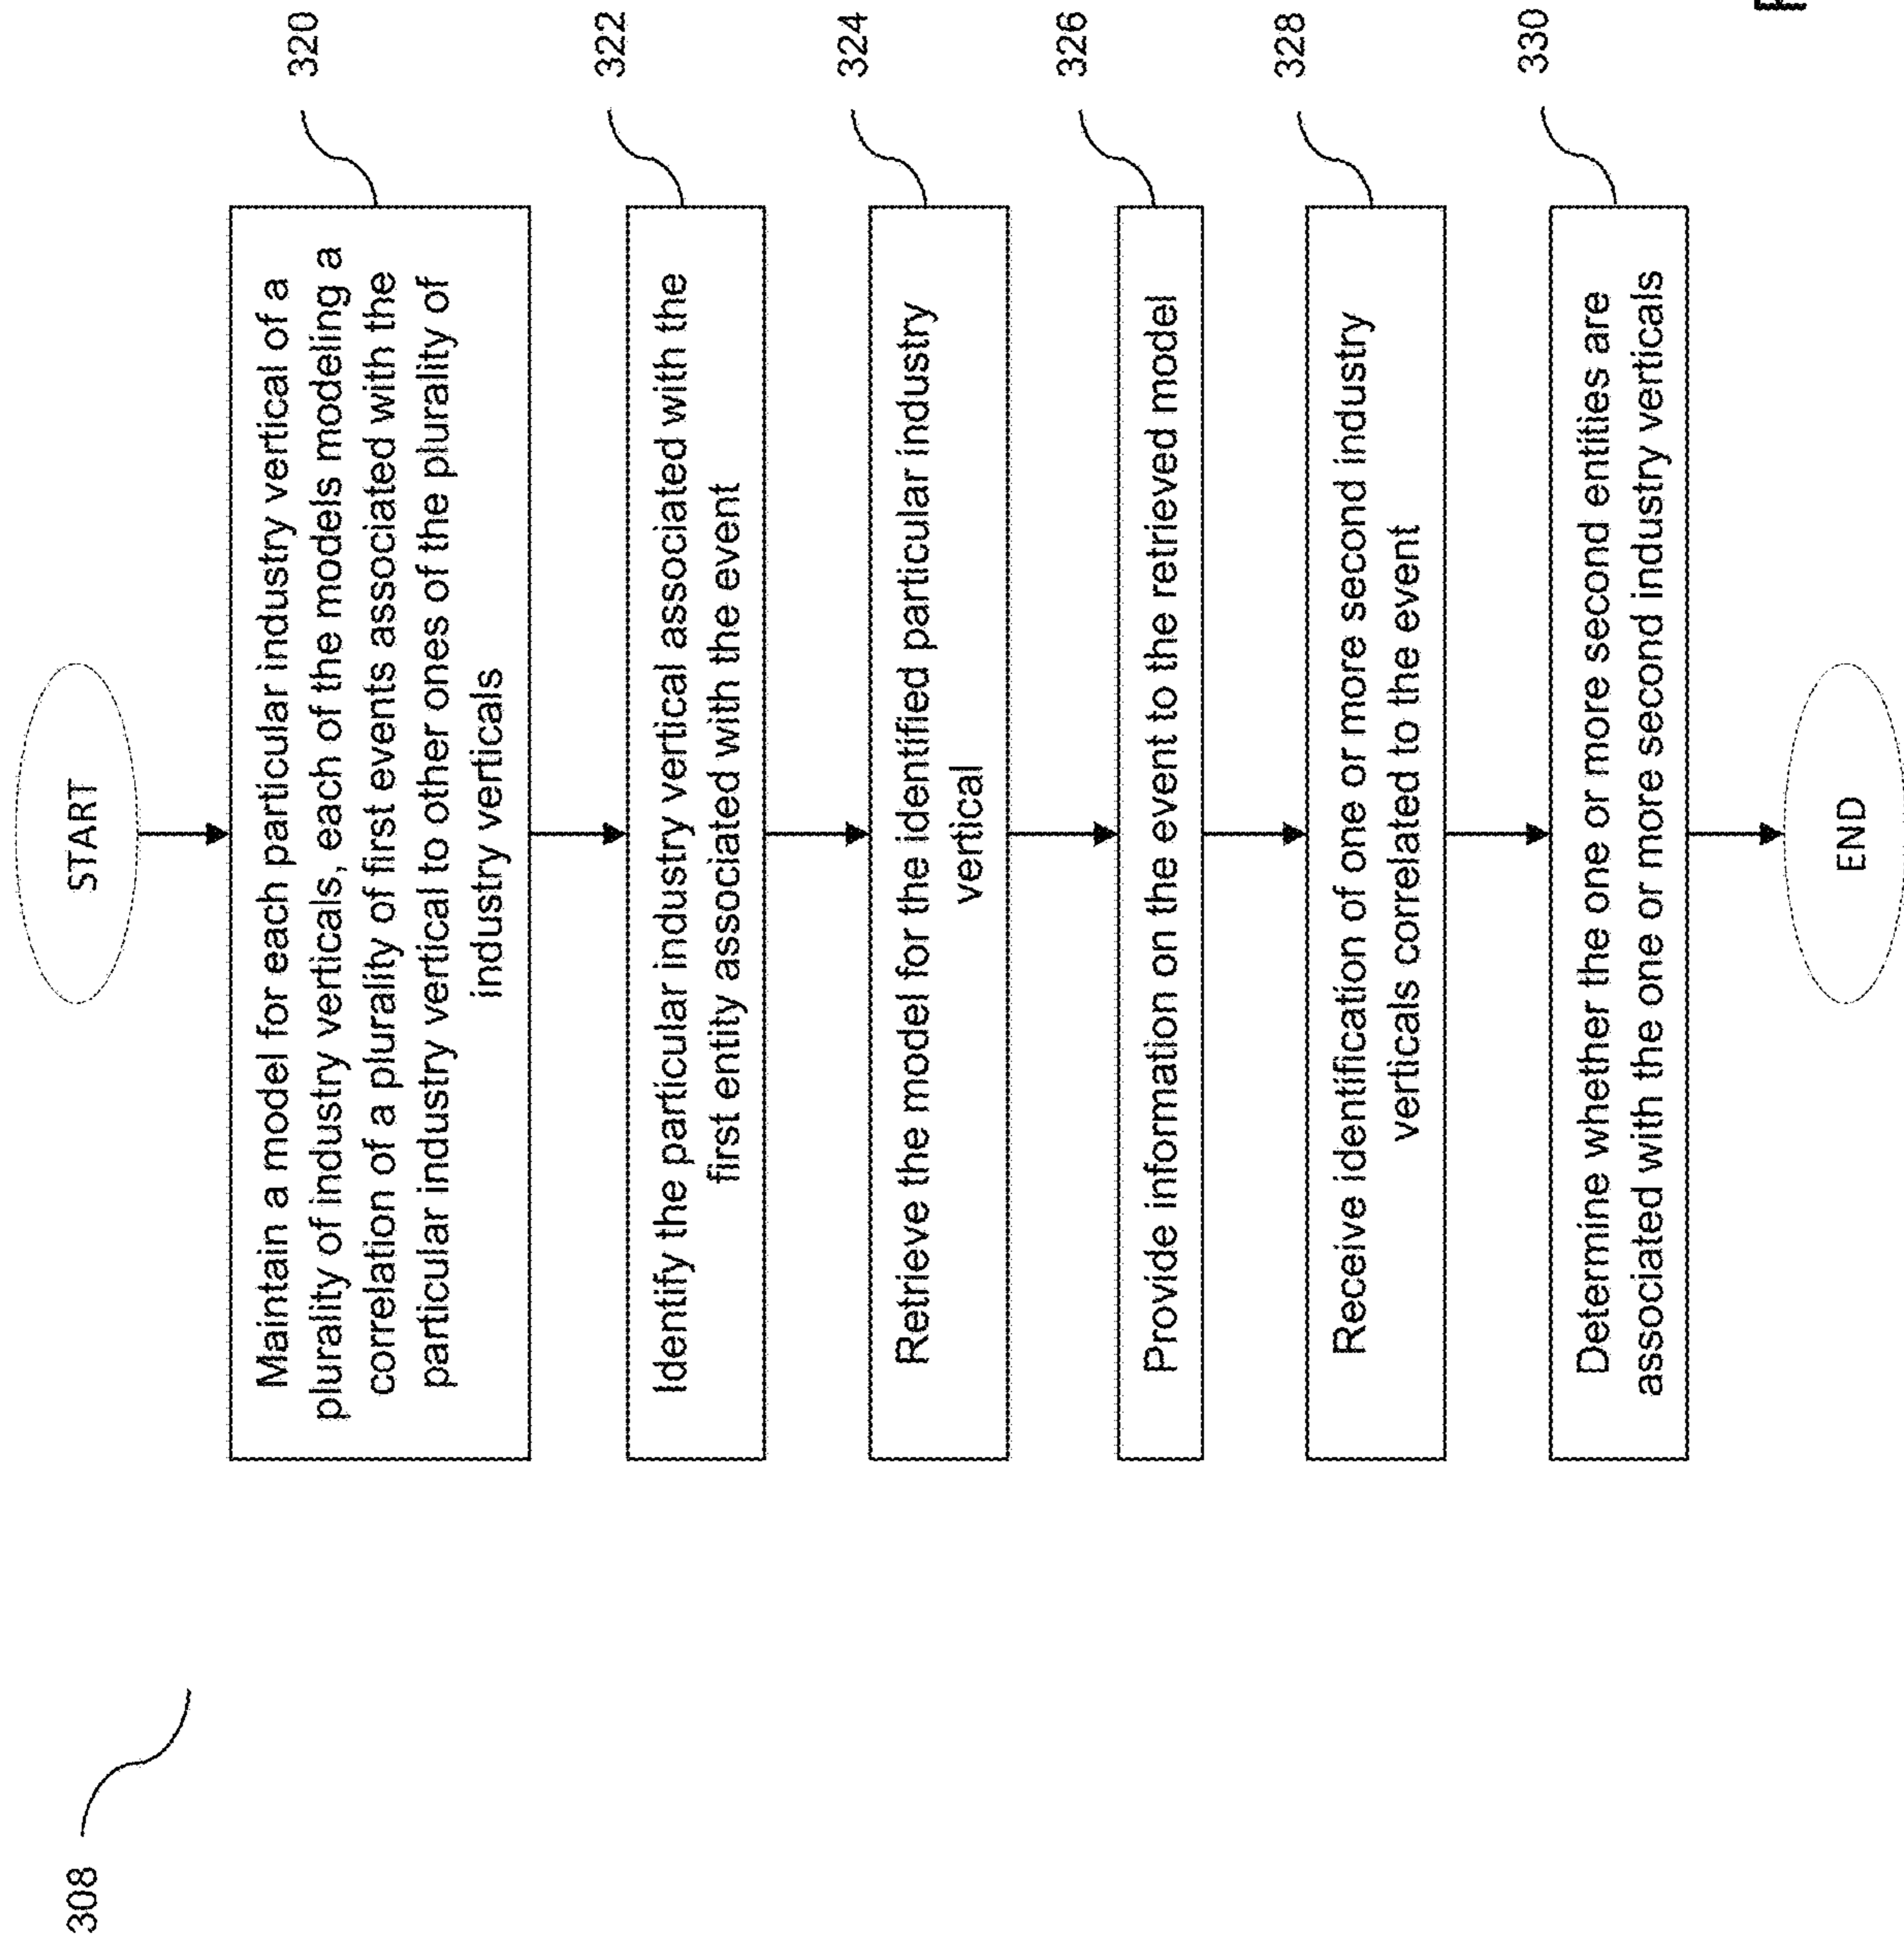 308
START
Maintain a model for each particular industry vertical of a
plurality of industry verticals, each of the models modeling a
correlation of a plurality of first events associated with the
particular industry vertical to other ones of the plurality of
industry verticals
320
Identify the particular industry vertical associated with the
first entity associated with the event
322
Retrieve the model for the identified particular industry
vertical
324
Provide information on the event to the retrieved model
326
Receive identification of one or more second industry
verticals correlated to the event
328
Determine whether the one or more second entities are
associated with the one or more second industry verticals
330
END